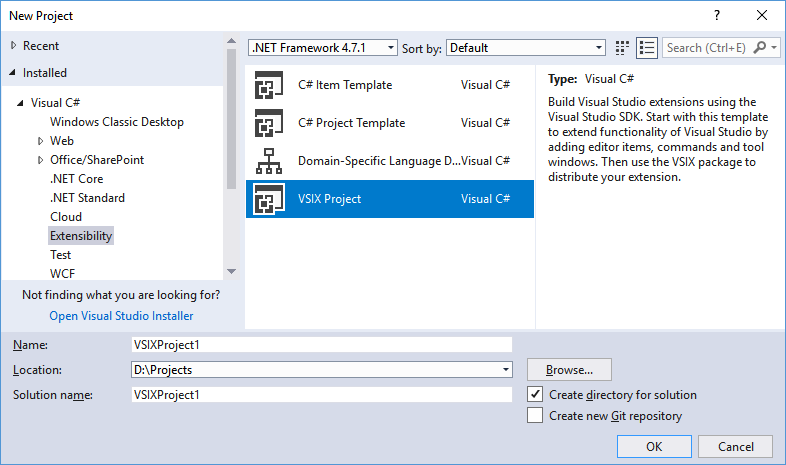 New Project
?
Recent
Installed
Visual C#
Windows Classic Desktop
Web
Office/SharePoint
.NET Core
.NET Standard
Cloud
Extensibility
Test
WCF
Not finding what you are looking for?
Open Visual Studio Installer
.NET Framework 4.7.1 Sort by: Default
Search (Ctrl+E)
C# Item Template Visual C#
C# Project Template Visual C#
Domain-Specific Language D...Visual C#
VSIX Project Visual C#
Type: Visual C#
Build Visual Studio extensions using the
Visual Studio SDK. Start with this template
to extend functionality of Visual Studio by
adding editor items, commands and tool
windows. Then use the VSIX package to
distribute your extension.
Name: VSIXProject1
Location: D:\Projects
Browse...
Solution name: VSIXProject1
Create directory for solution
Create new Git repository
OK Cancel